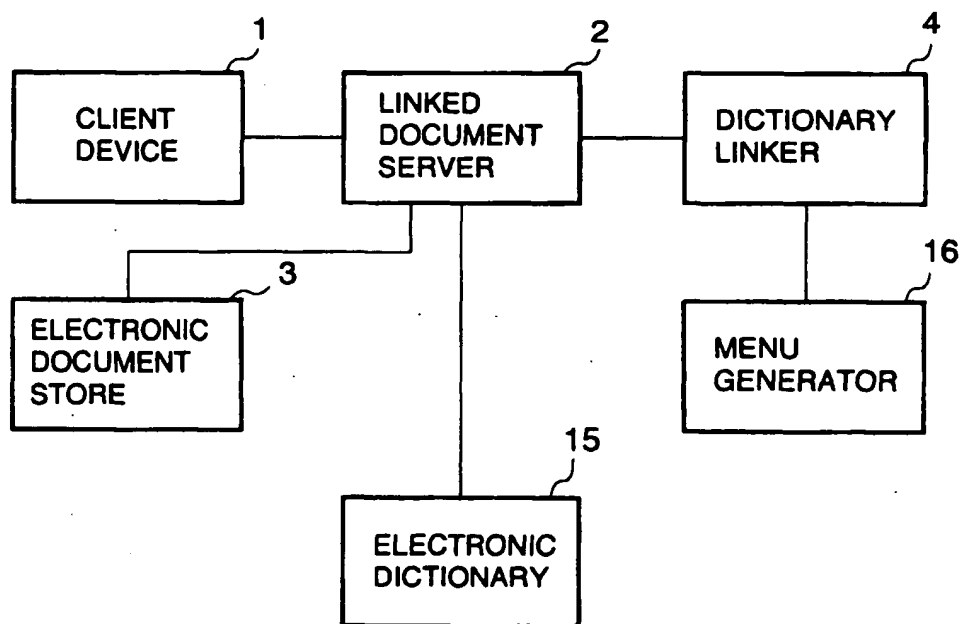 1
CLIENT
DEVICE
2
LINKED
DOCUMENT
SERVER
4
DICTIONARY
LINKER
3
ELECTRONIC
DOCUMENT
STORE
16
MENU
GENERATOR
15
ELECTRONIC
DICTIONARY